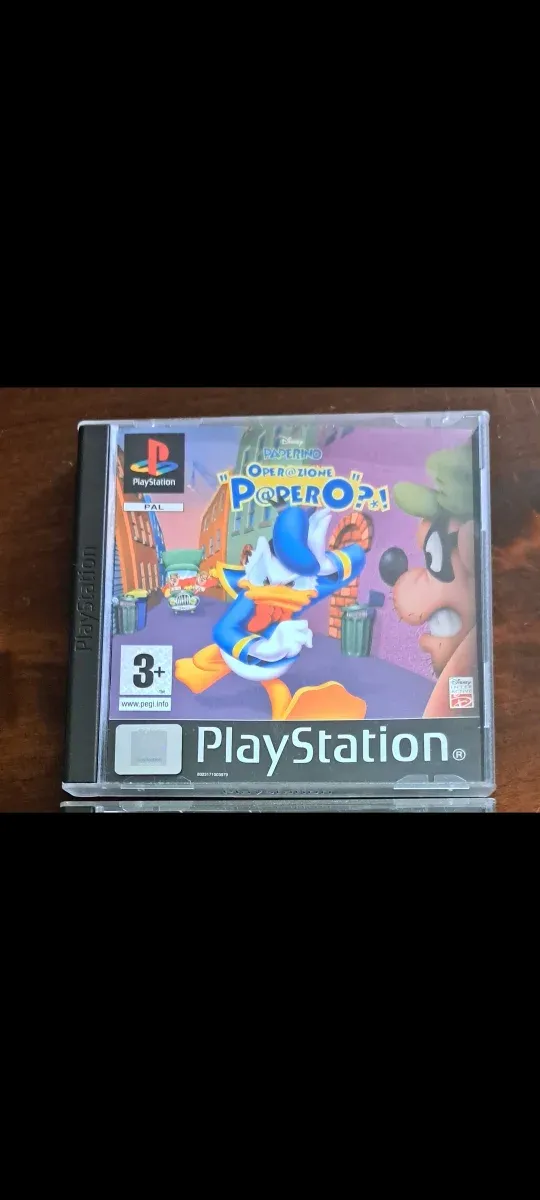 PlayStation
PlayStation
PAL
Disney
PAPERINO
OPER@ZIONE
"P@PERO"?!
3+
www.pegi.info
PlayStation®